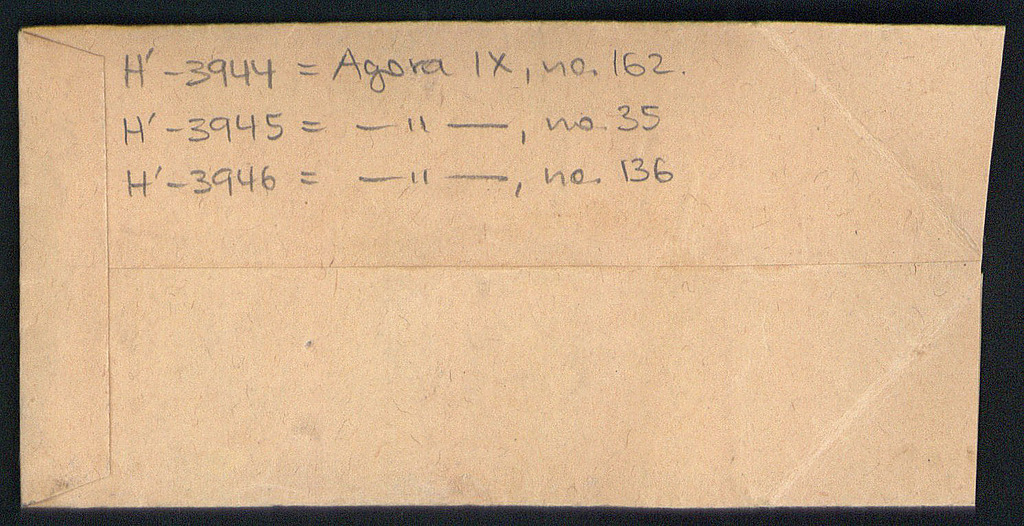 H'-3944 = Agora IX, no. 162.
H'-3945 = —"—, no. 35
H'-3946 = —"—, no. 136